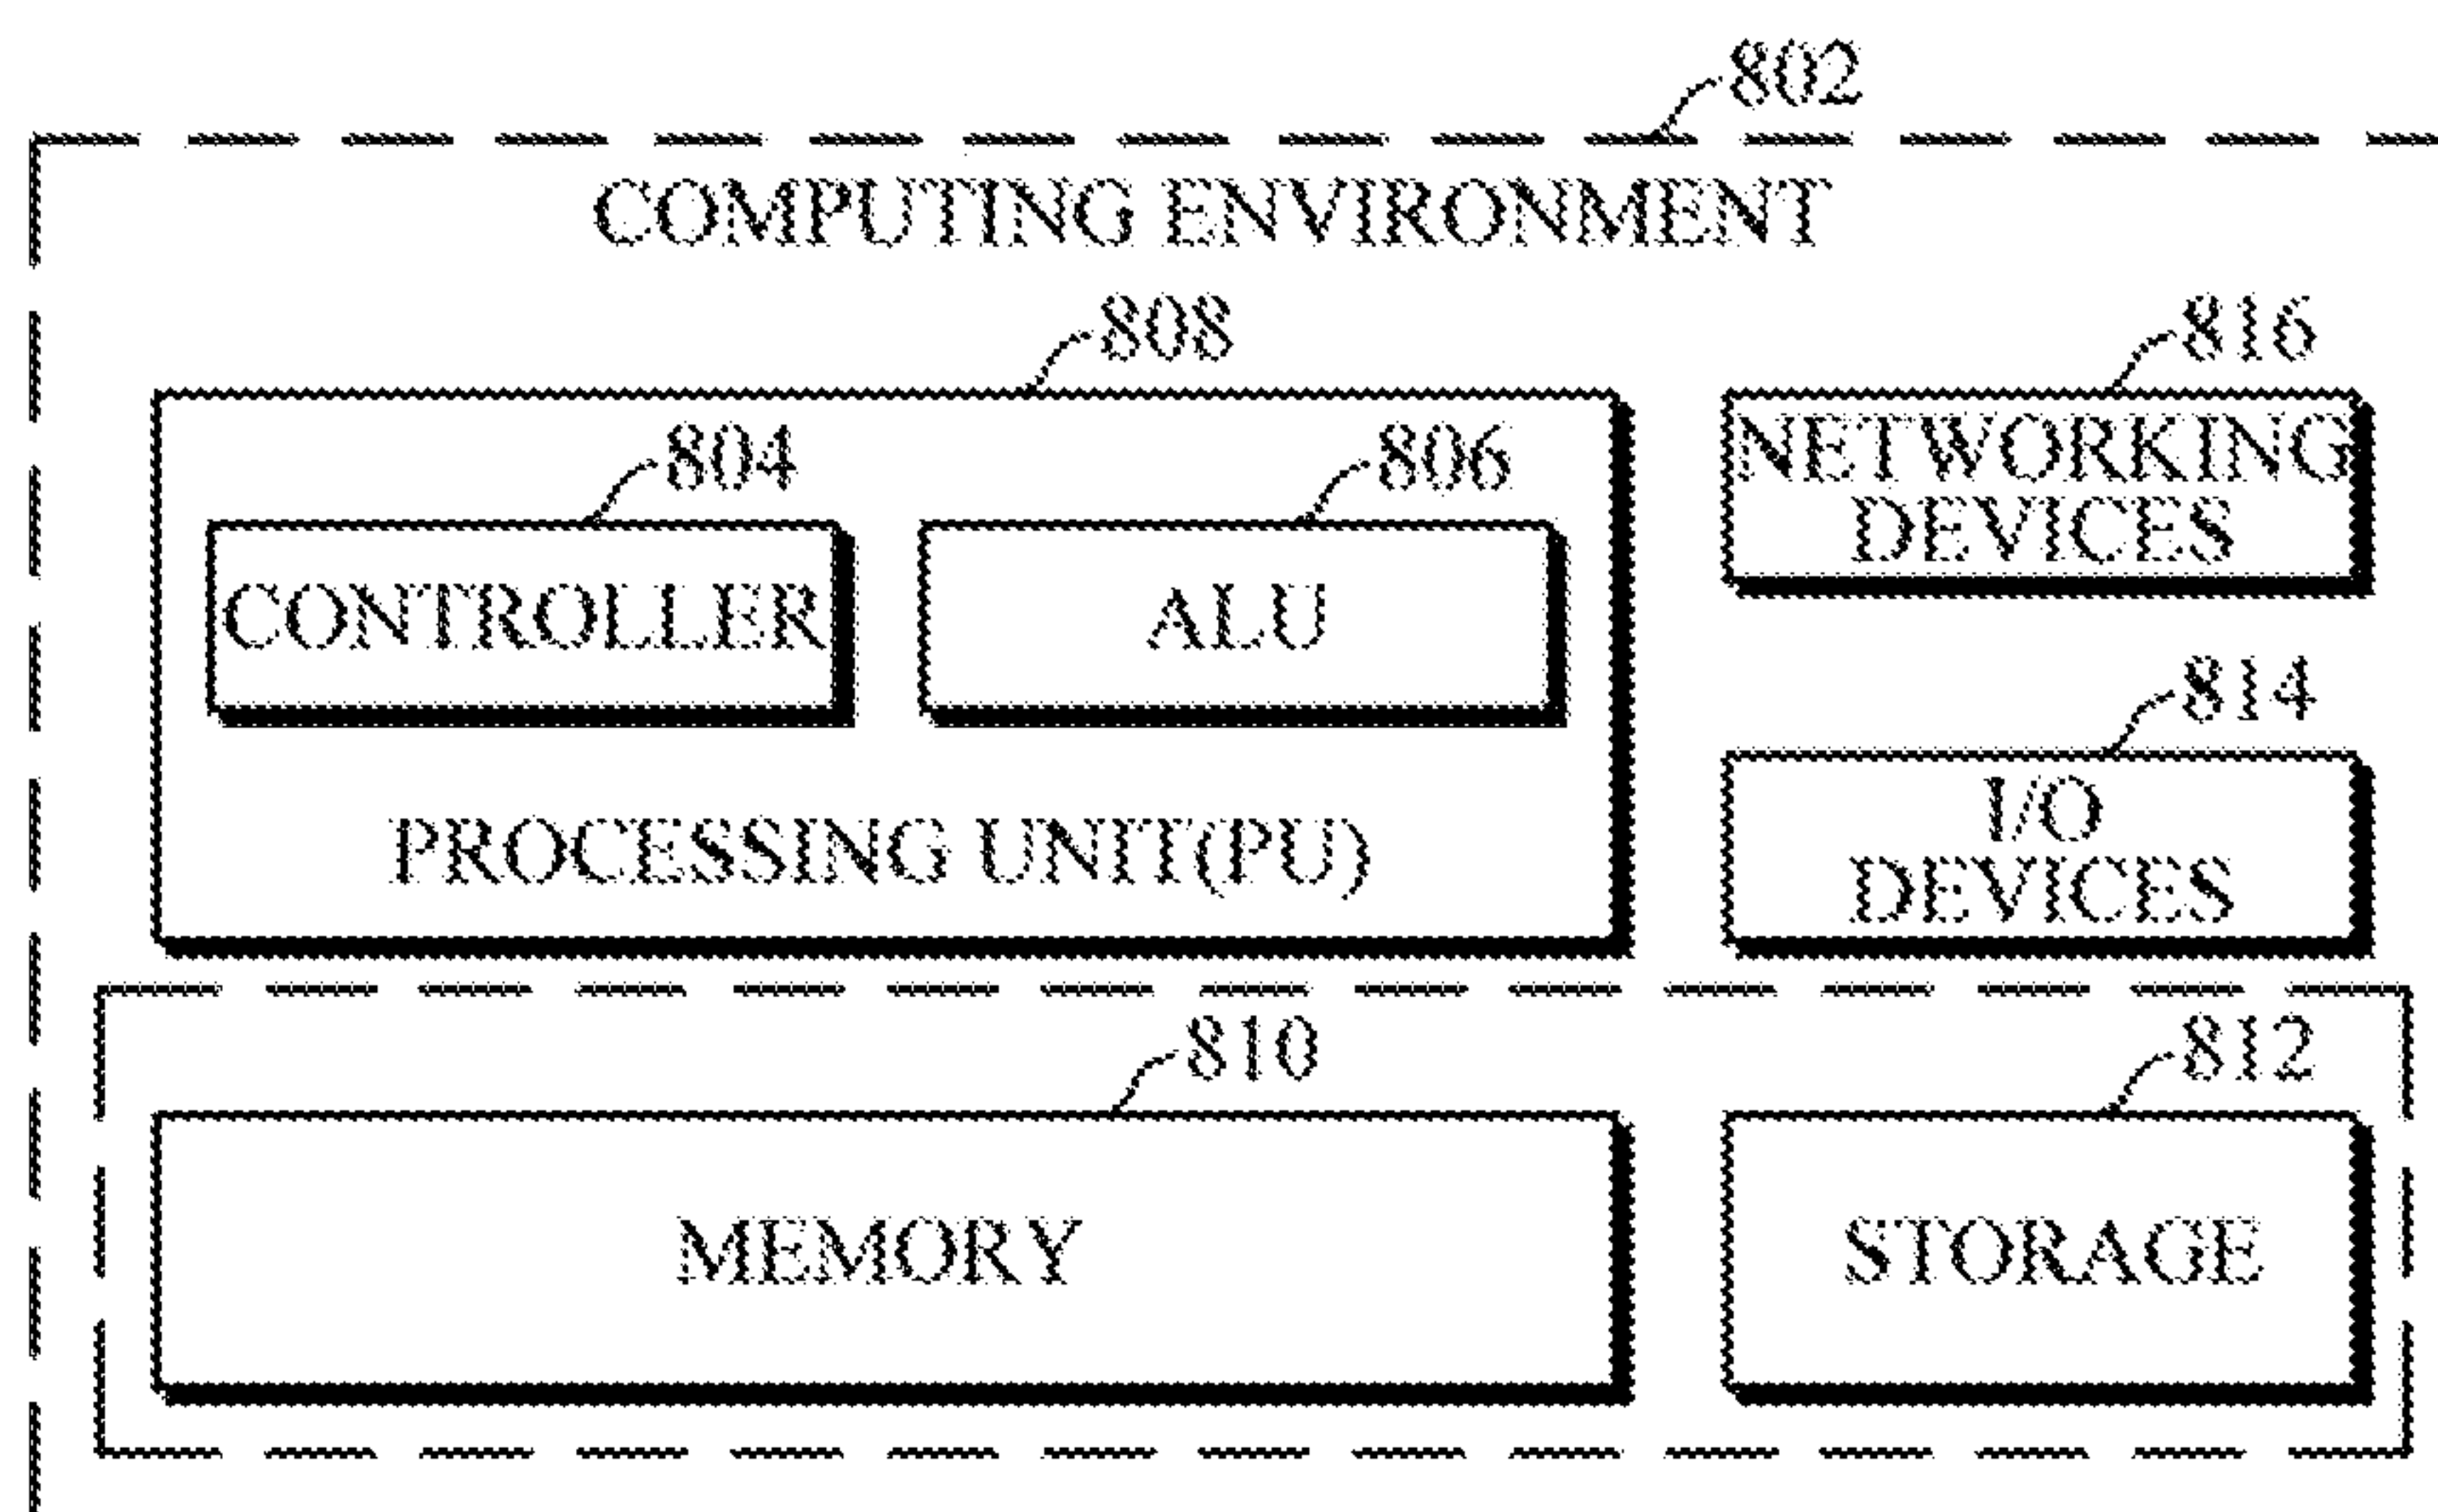 802
COMPUTING ENVIRONMENT
808
816
804
806
NETWORKING
DEVICES
CONTROLLER
ALU
814
I/O
DEVICES
PROCESSING UNIT(PU)
810
812
MEMORY
STORAGE